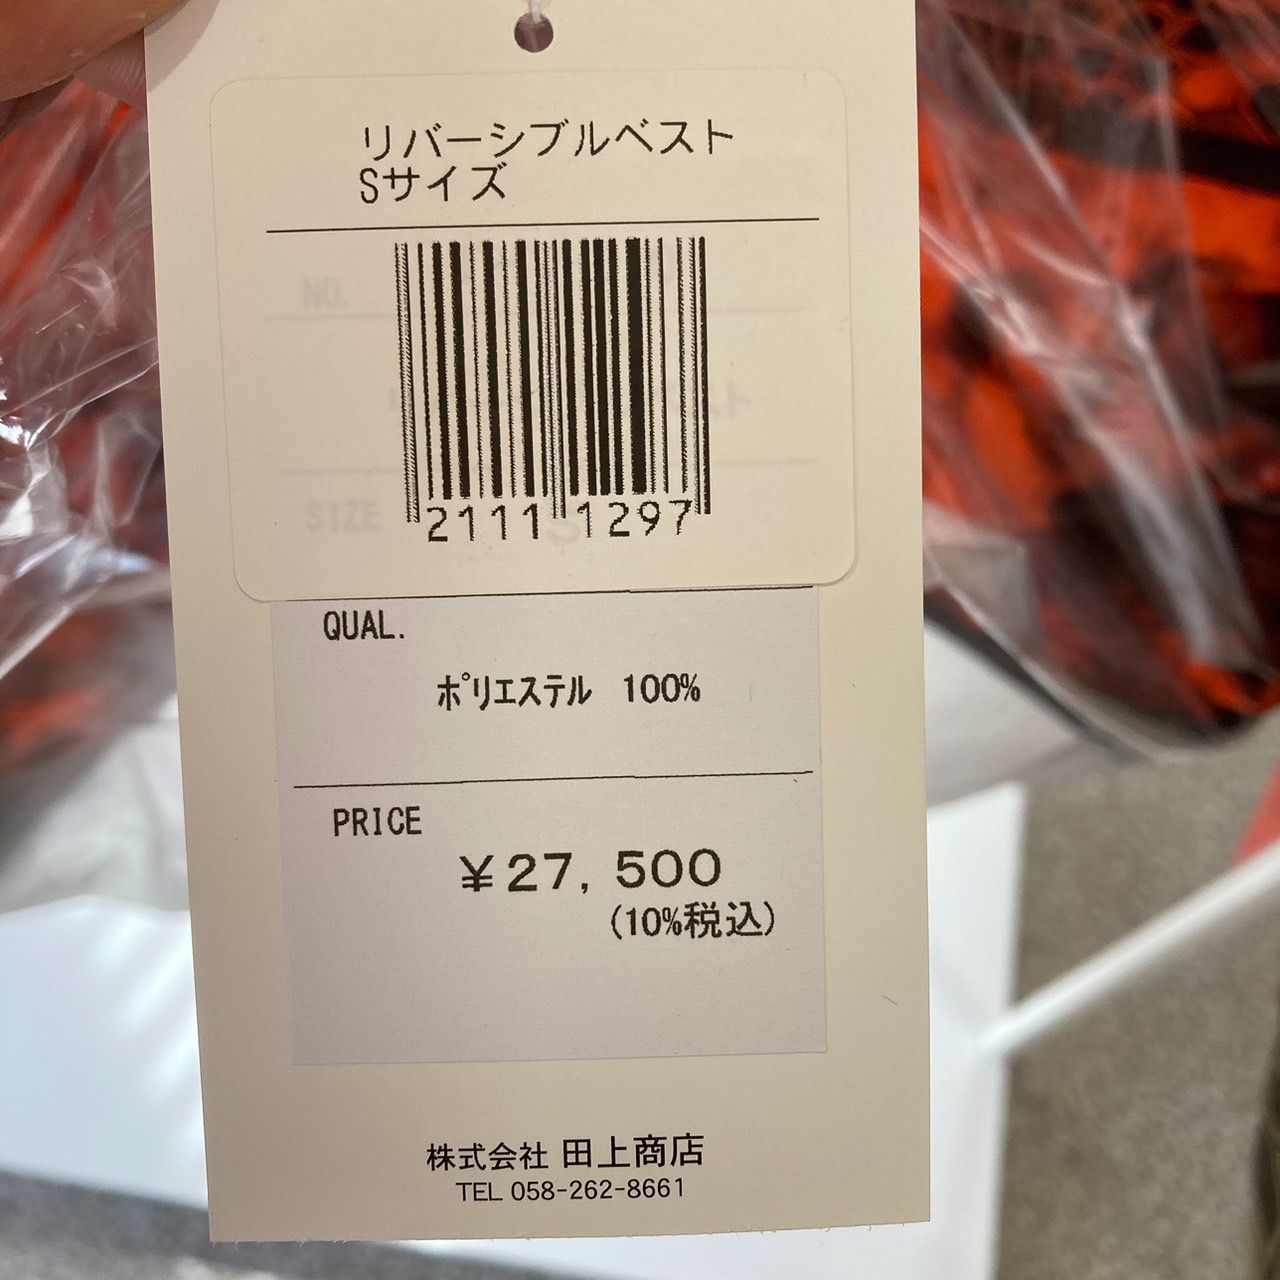 リバーシブルベスト
Sサイズ
NO.
2111 1297
SIZE
QUAL.
ポリエステル 100%
PRICE
¥27,500
(10%税込)
株式会社 田上商店
TEL 058-262-8661